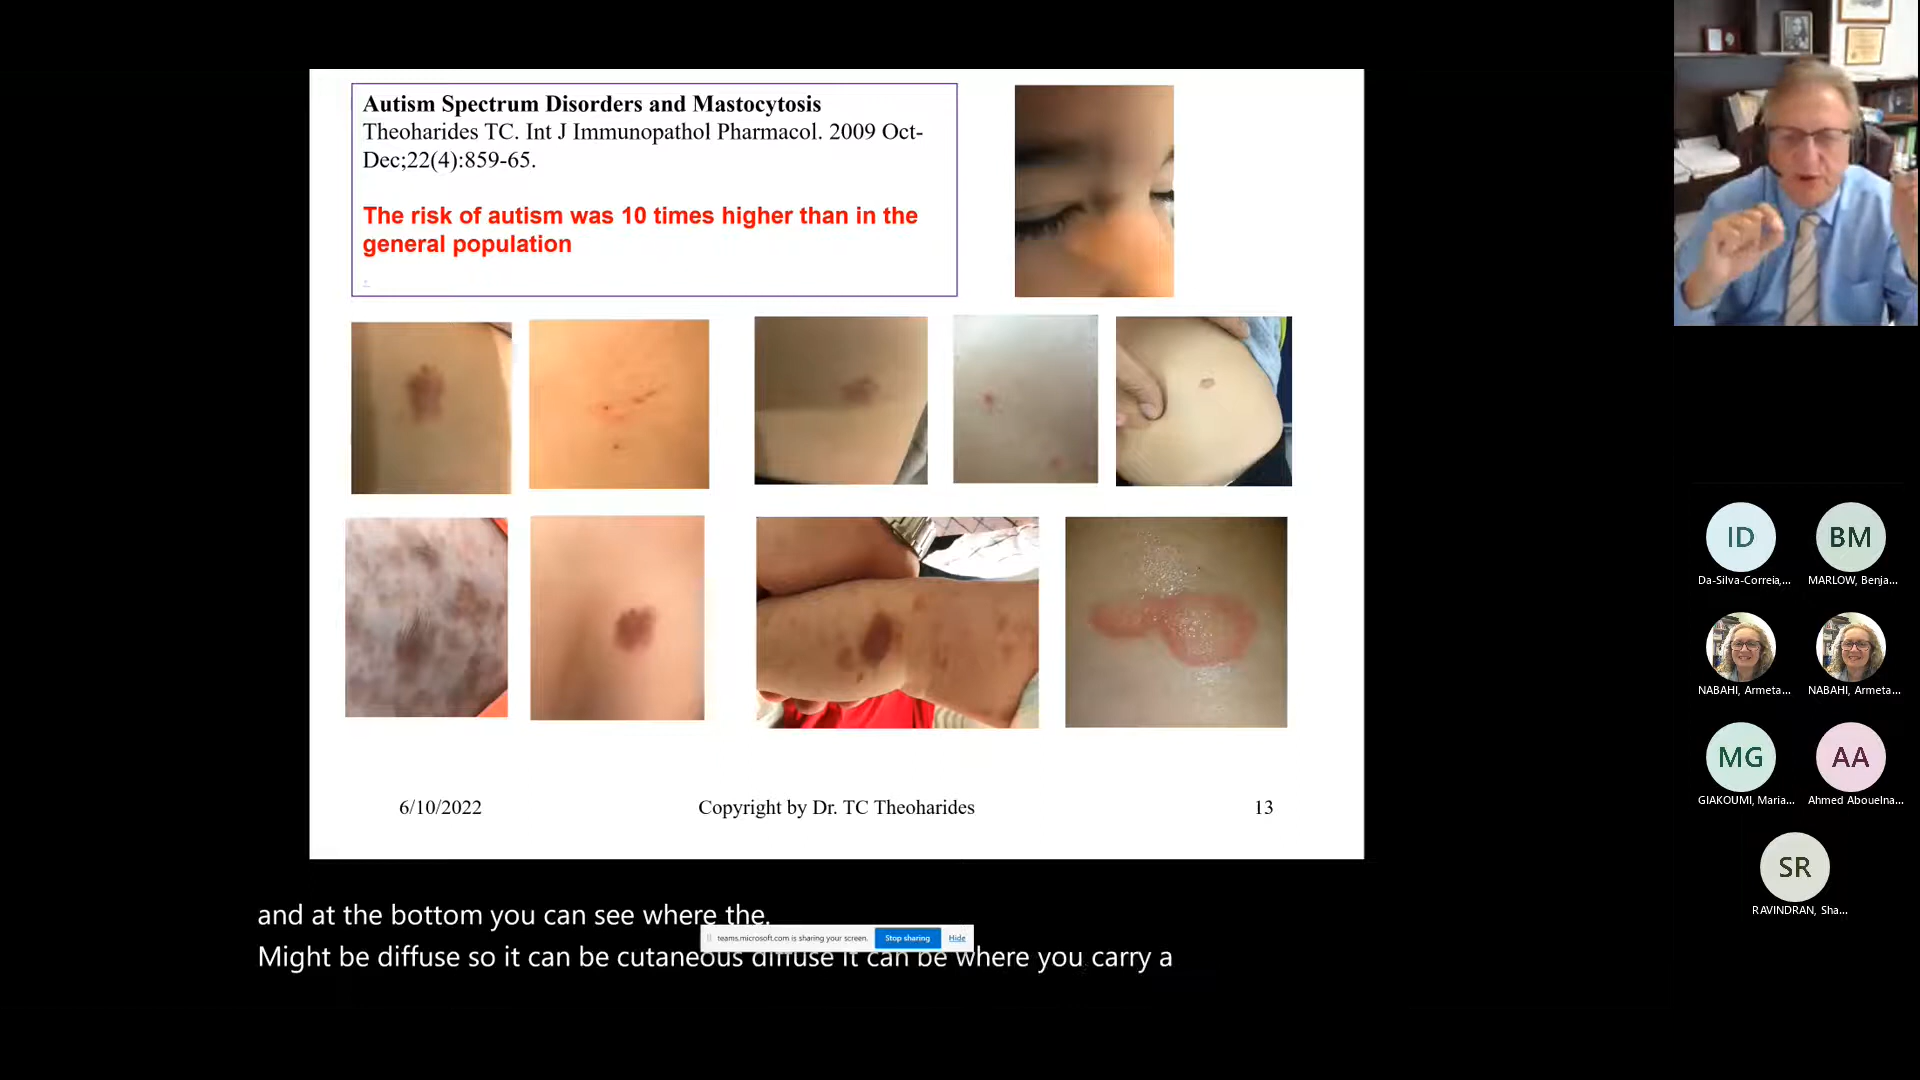 Autism Spectrum Disorders and Mastocytosis
Theoharides TC. Int J Immunopathol Pharmacol. 2009 Oct-
Dec;22(4):859-65.
The risk of autism was 10 times higher than in the
general population
6/10/2022
Copyright by Dr. TC Theoharides
13
ID
Da-Silva-Correia,...
BM
MARLOW, Benja...
NABAHI, Armeta...
NABAHI, Armeta...
MG
GIAKOUMI, Maria...
AA
Ahmed Abouelna...
SR
RAVINDRAN, Sha...
and at the bottom you can see where the.
teams.microsoft.com is sharing your screen.
Stop sharing
Hide
Might be diffuse so it can be cutaneous diffuse it can be where you carry a